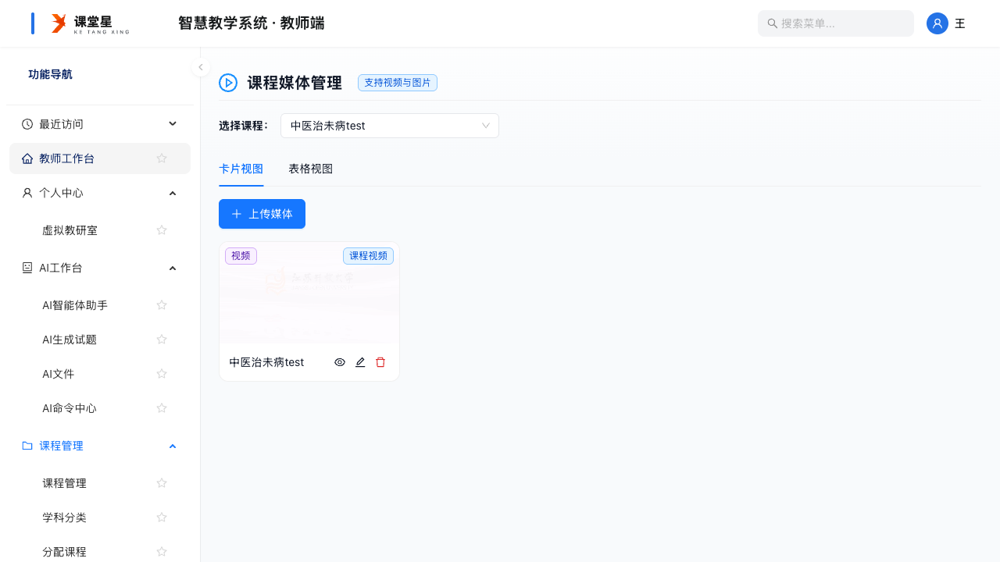 课堂星
KE TANG XING
智慧教学系统 · 教师端
搜索菜单...
王
功能导航
最近访问
教师工作台
个人中心
虚拟教研室
AI工作台
AI智能体助手
AI生成试题
AI文件
AI命令中心
课程管理
课程管理
学科分类
分配课程
课程媒体管理
支持视频与图片
选择课程：
中医治未病test
卡片视图
表格视图
上传媒体
视频
课程视频
中医治未病test